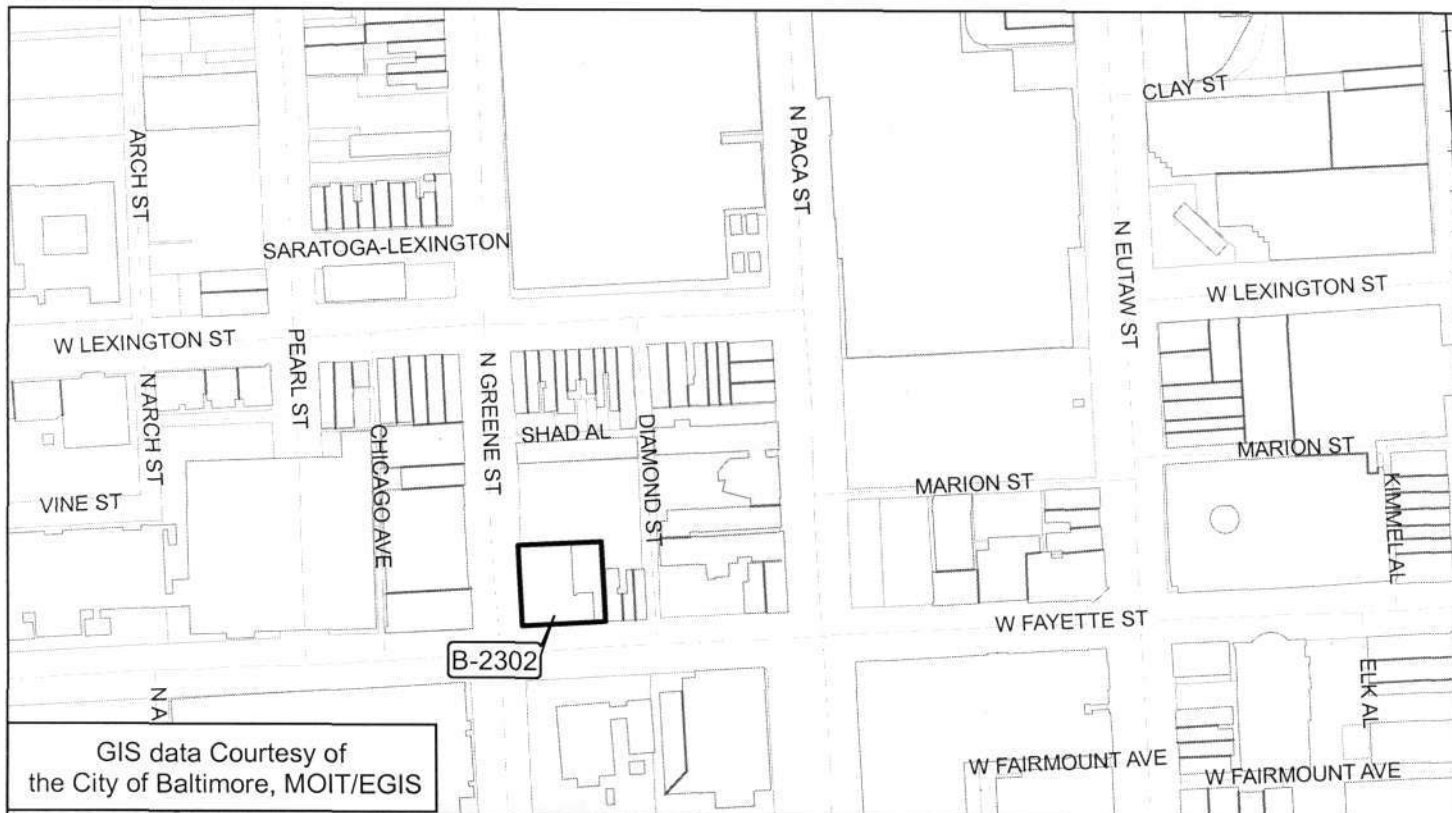 CLAY ST
N PACA ST
ARCH ST
SARATOGA-LEXINGTON
N EUTAW ST
W LEXINGTON ST
W LEXINGTON ST
PEARL ST
N GREENE ST
N ARCH ST
CHICAGO AVE
SHAD AL
DIAMOND ST
MARION ST
MARION ST
KIMMEL AL
VINE ST
W FAYETTE ST
B-2302
ELK AL
N A
GIS data Courtesy of
the City of Baltimore, MOIT/EGIS
W FAIRMOUNT AVE
W FAIRMOUNT AVE